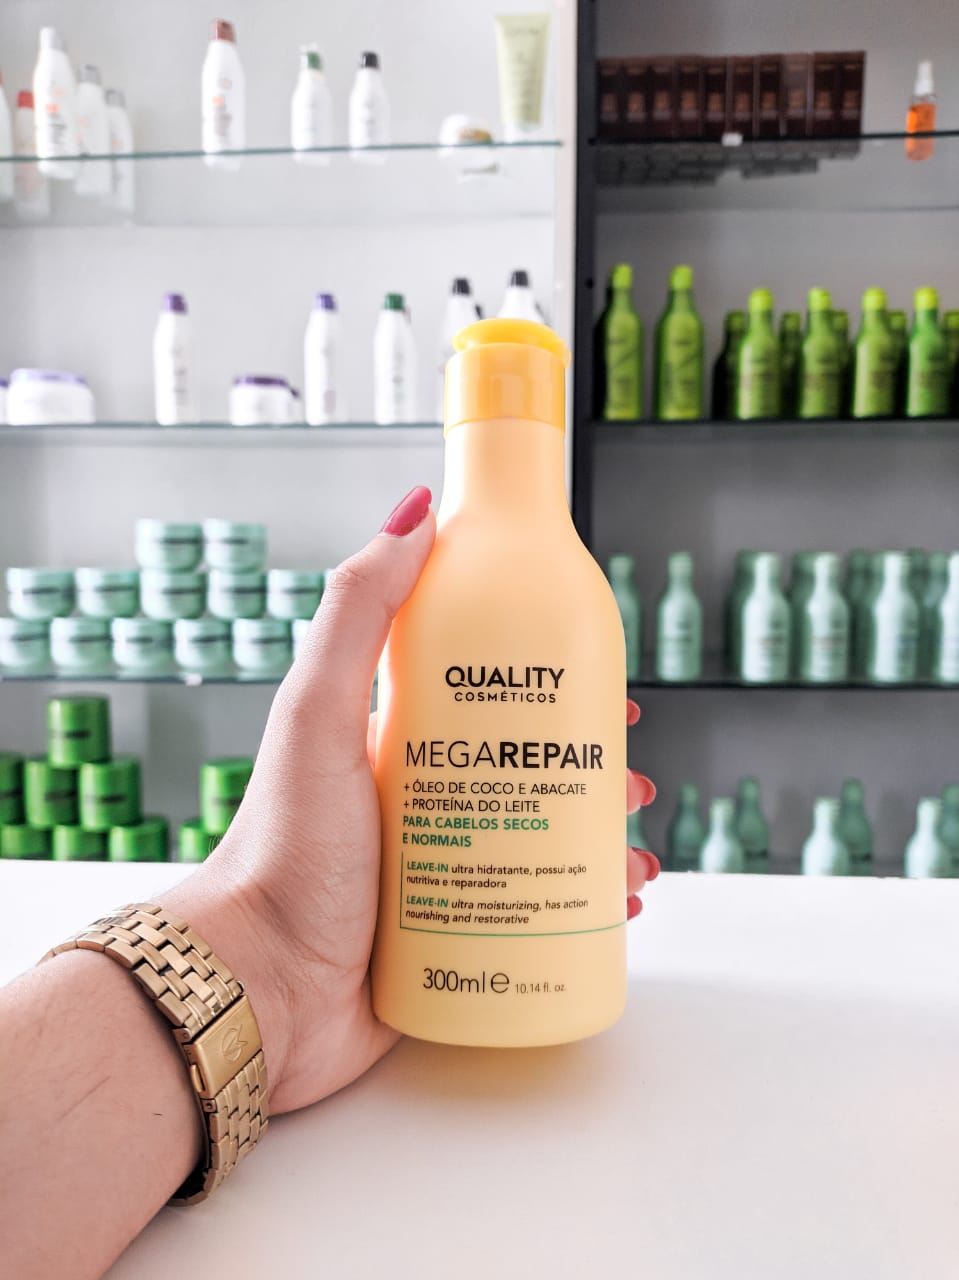 QUALITY
COSMÉTICOS
MEGAREPAIR
+ ÓLEO DE COCO E ABACATE
+ PROTEÍNA DO LEITE
PARA CABELOS SECOS
E NORMAIS
LEAVE-IN ultra hidratante, possui ação
nutritiva e reparadora
LEAVE-IN ultra moisturizing, has action
nourishing and restorative
300ml e 10.14 fl. oz.